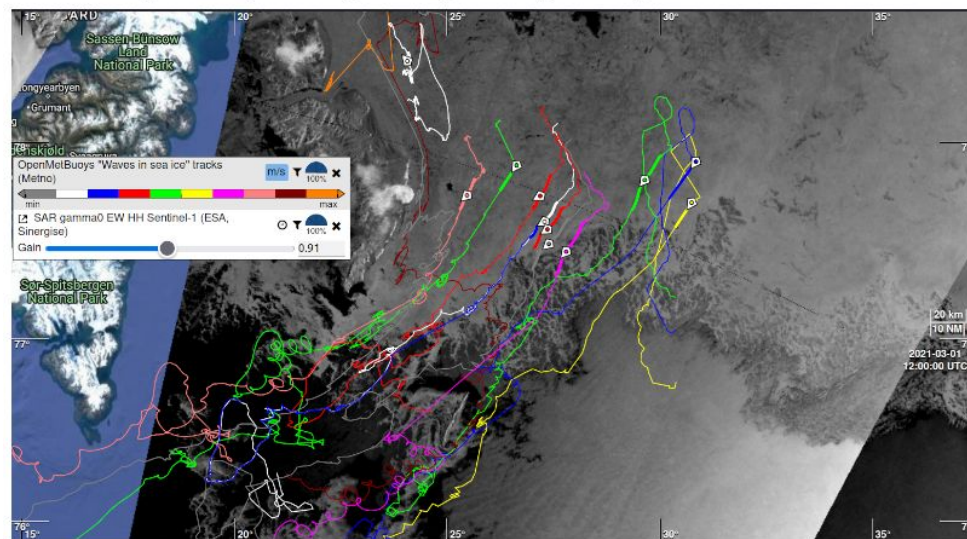 15°
20°
25°
30°
35°
ARD
Sassen-Bünsow
Land
National Park
Longyearbyen
Grumant
78°
OpenMetBuoys "Waves in sea ice" tracks
(Metno)
m/s
100%
min
max
SAR gamma0 EW HH Sentinel-1 (ESA,
Sinergise)
100%
Gain
0.91
Sør-Spitsbergen
National Park
77°
77°
20 km
10 NM
2021-03-01
12:00:00 UTC
76°
76°
15°
20°
25°
30°
35°